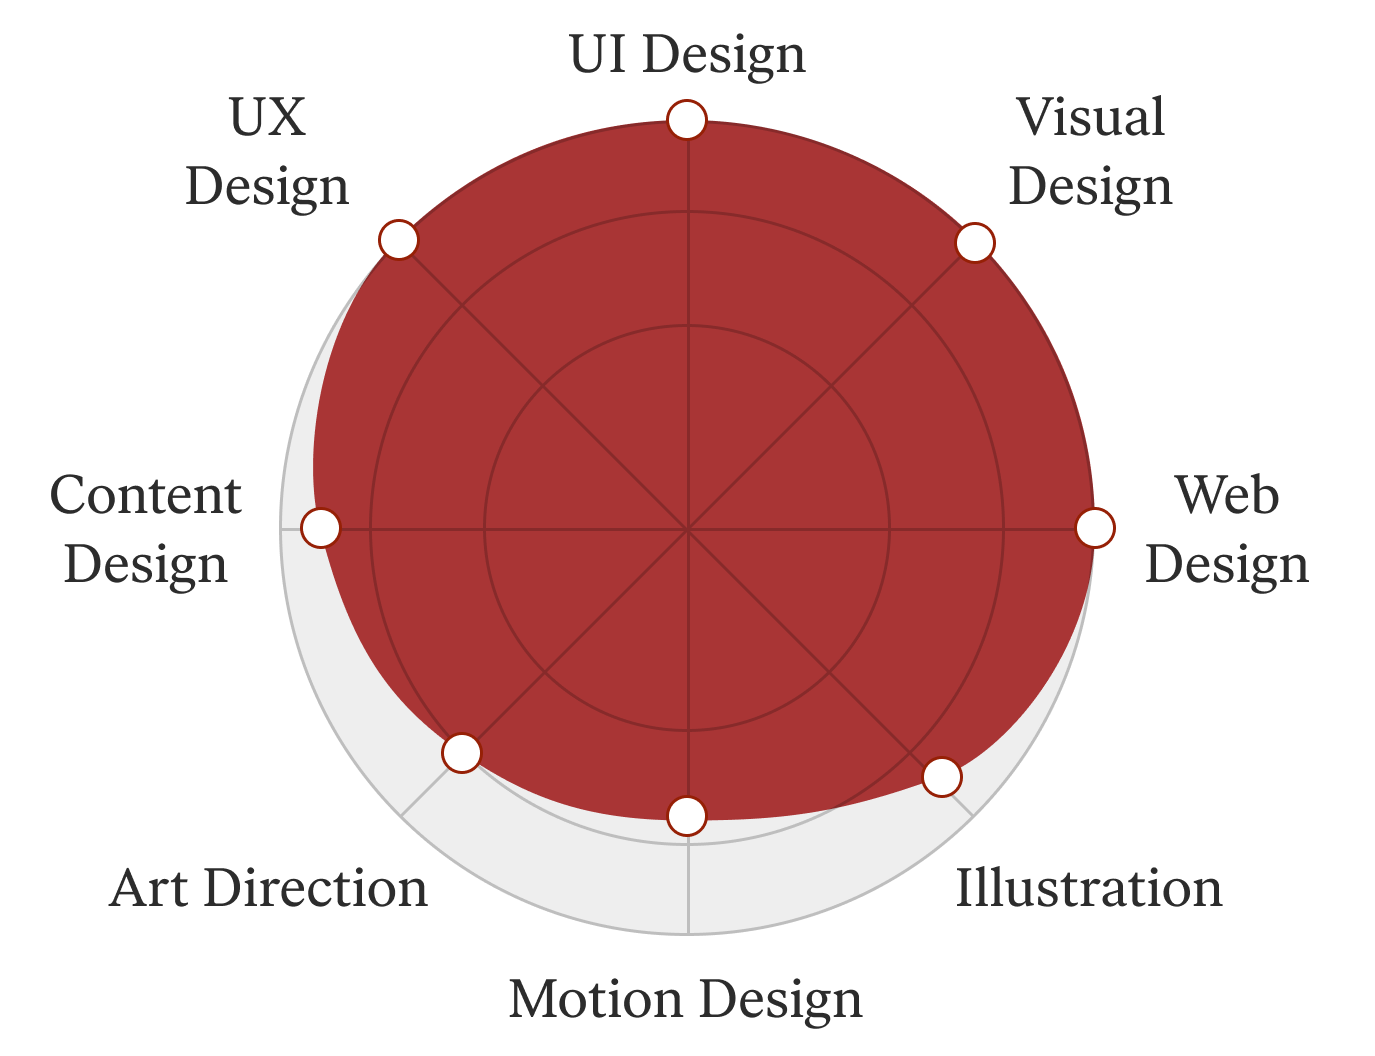 UI Design
UX
Design
Visual
Design
Content
Design
Web
Design
Art Direction
Illustration
Motion Design